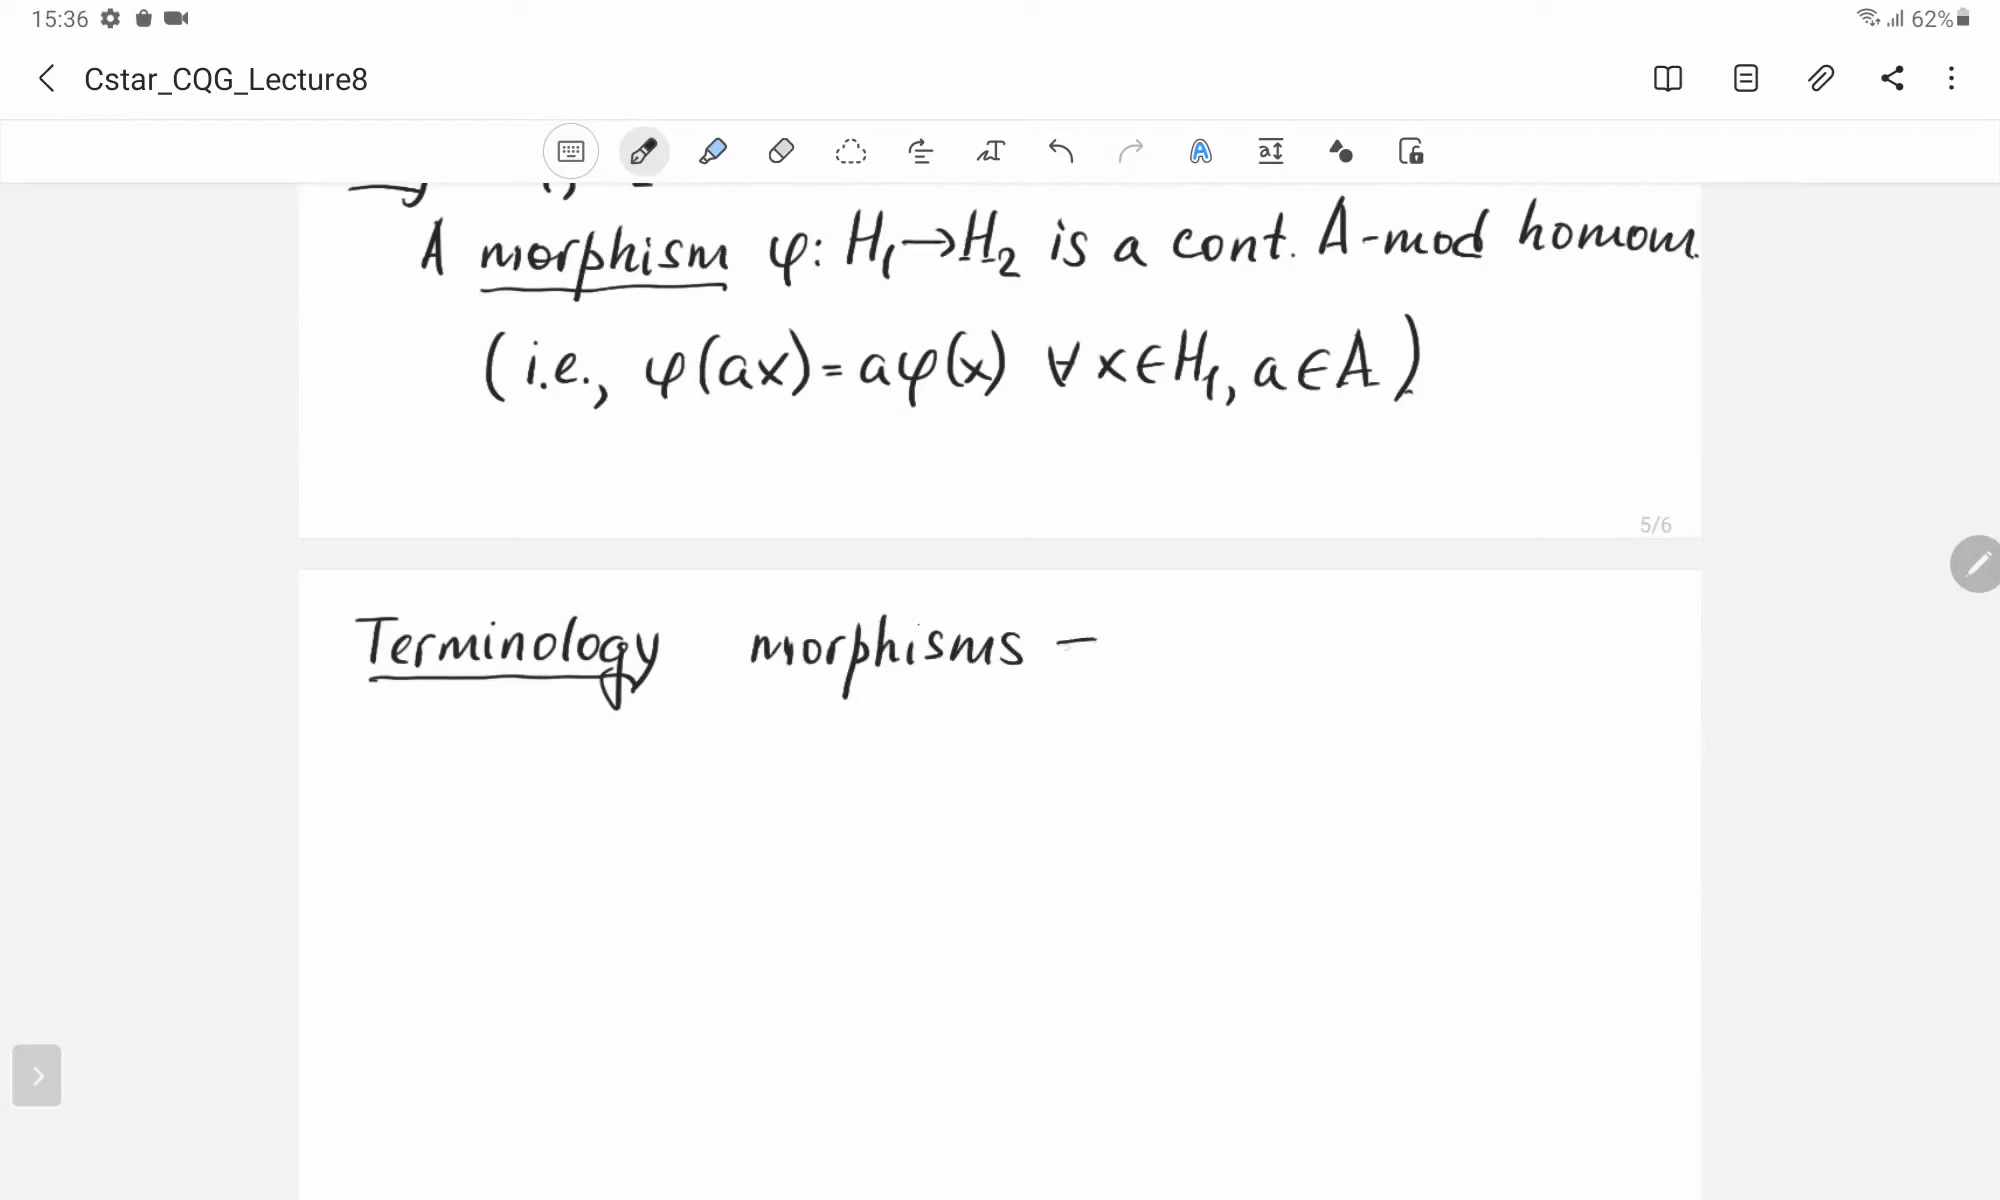 15:36 62%
Cstar_CQG_Lecture8
A morphism φ: H₁→H₂ is a cont. A-mod homom.
(i.e., φ(ax) = aφ(x) ∀ x∈H₁, a∈A)
5/6
Terminology morphisms –